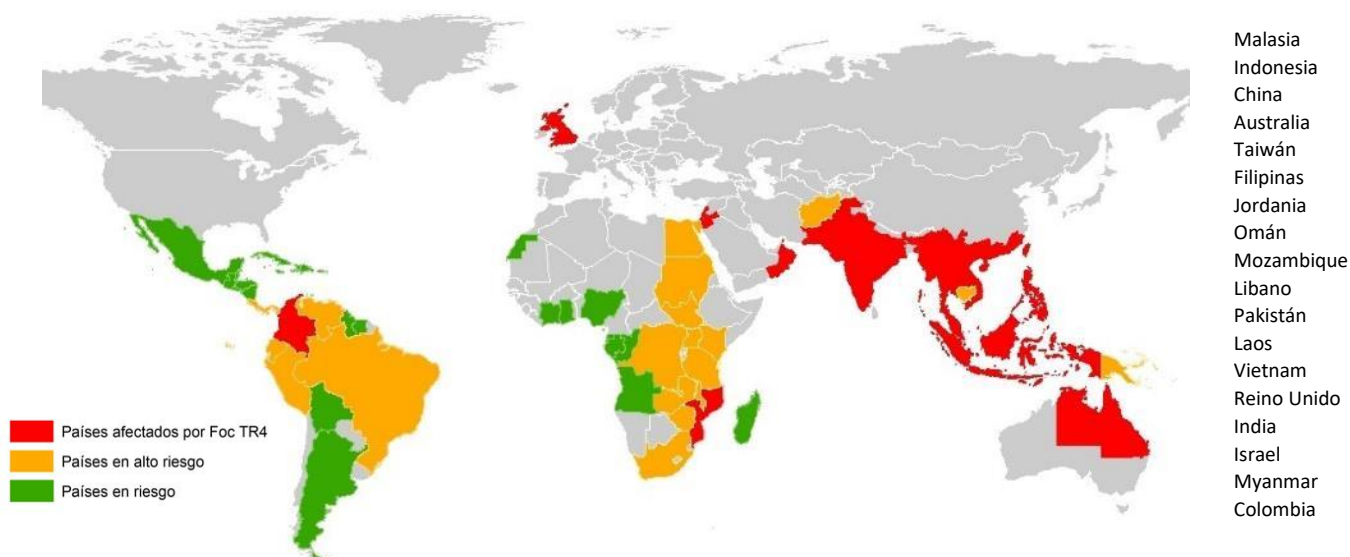 Malasia
Indonesia
China
Australia
Taiwán
Filipinas
Jordania
Omán
Mozambique
Libano
Pakistán
Laos
Vietnam
Reino Unido
India
Israel
Myanmar
Colombia
Países afectados por Foc TR4
Países en alto riesgo
Países en riesgo